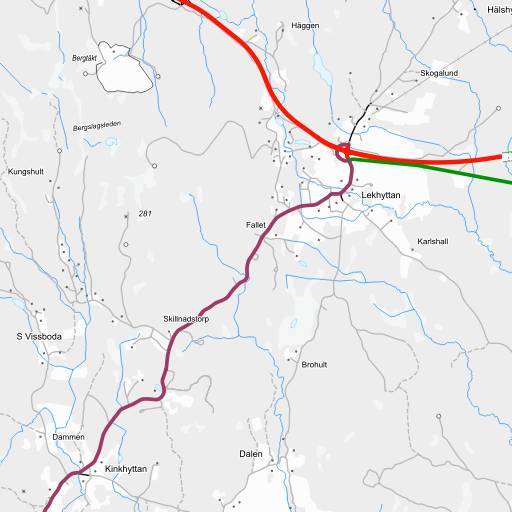 Hälshy
Häggen
Bergtäkt
Skogalund
Bergslagsleden
Kungshult
Lekhyttan
281
Fallet
Karlshall
Skillnadstorp
S Vissboda
Brohult
Dammen
Dalen
Kinkhyttan